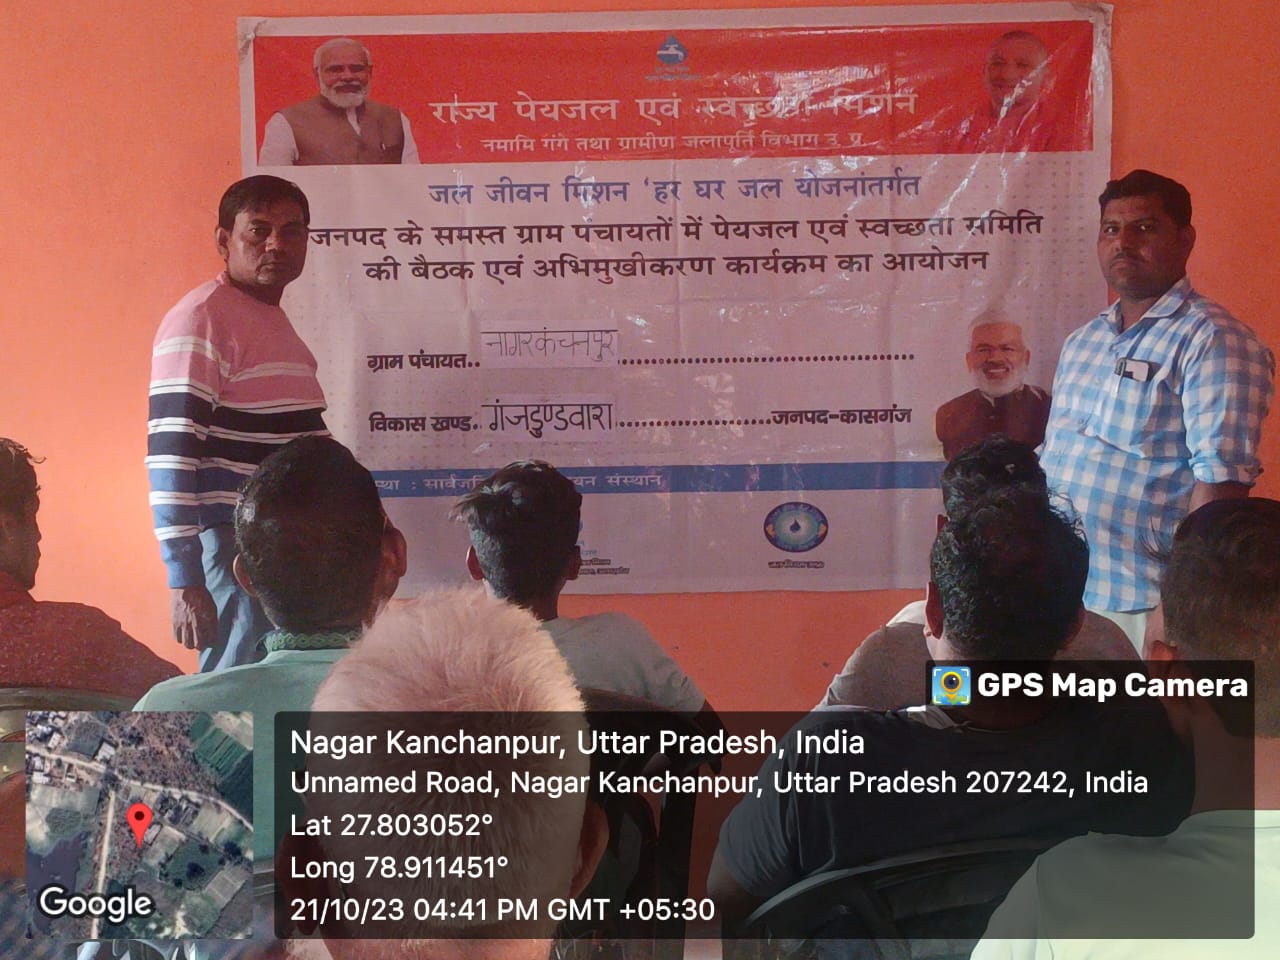 राज्य पेयजल एवं स्वच्छता मिशन
नमामि गंगे तथा ग्रामीण जलापूर्ति विभाग उ. प्र.
जल जीवन मिशन 'हर घर जल योजनांतर्गत
जनपद के समस्त ग्राम पंचायतों में पेयजल एवं स्वच्छता समिति
की बैठक एवं अभिमुखीकरण कार्यक्रम का आयोजन
ग्राम पंचायत.. नागरकंचनपुर
विकास खण्ड. गंजडुण्डवारा जनपद-कासगंज
संस्थान
GPS Map Camera
Nagar Kanchanpur, Uttar Pradesh, India
Unnamed Road, Nagar Kanchanpur, Uttar Pradesh 207242, India
Lat 27.803052°
Long 78.911451°
21/10/23 04:41 PM GMT +05:30
Google